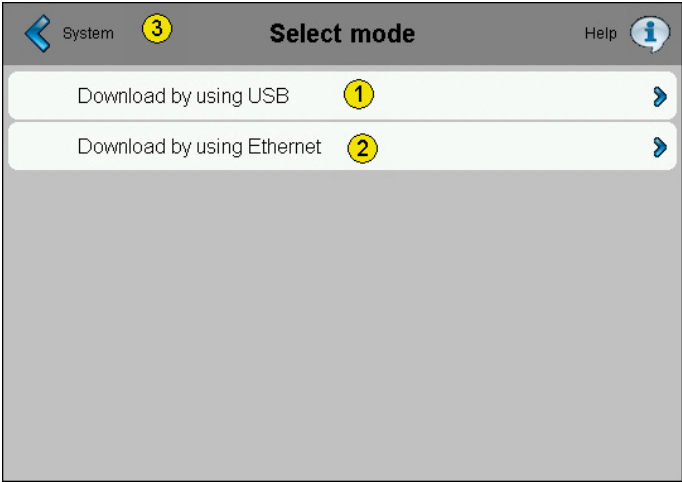 System 3 Select mode Help
Download by using USB 1
Download by using Ethernet 2